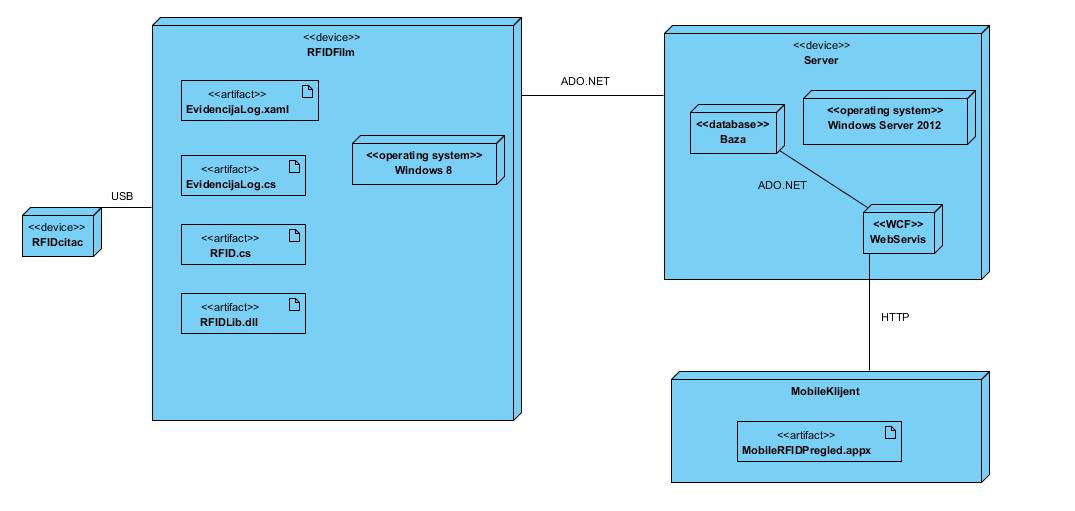 <<device>>
RFIDFilm
<<artifact>>
EvidencijaLog.xaml
<<operating system>>
Windows 8
<<artifact>>
EvidencijaLog.cs
<<artifact>>
RFID.cs
<<artifact>>
RFIDLib.dll
USB
<<device>>
RFIDcitac
ADO.NET
<<device>>
Server
<<database>>
Baza
<<operating system>>
Windows Server 2012
ADO.NET
<<WCF>>
WebServis
HTTP
MobileKlijent
<<artifact>>
MobileRFIDPregled.appx